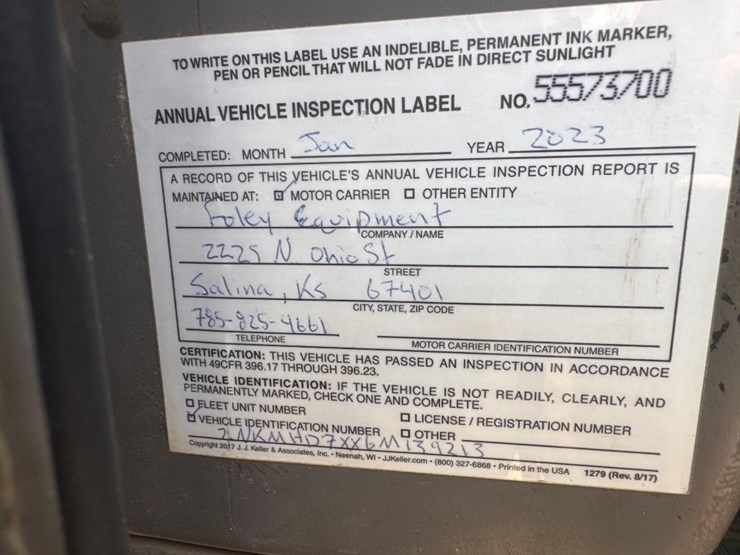 TO WRITE ON THIS LABEL USE AN INDELIBLE, PERMANENT INK MARKER,
PEN OR PENCIL THAT WILL NOT FADE IN DIRECT SUNLIGHT
ANNUAL VEHICLE INSPECTION LABEL NO. 55573700
COMPLETED: MONTH Jan YEAR 2023
A RECORD OF THIS VEHICLE'S ANNUAL VEHICLE INSPECTION REPORT IS
MAINTAINED AT: ☑ MOTOR CARRIER ☐ OTHER ENTITY
Foley Equipment
COMPANY / NAME
2225 N Ohio St
STREET
Salina, Ks 67401
CITY, STATE, ZIP CODE
785-825-4661
TELEPHONE MOTOR CARRIER IDENTIFICATION NUMBER
CERTIFICATION: THIS VEHICLE HAS PASSED AN INSPECTION IN ACCORDANCE
WITH 49CFR 396.17 THROUGH 396.23.
VEHICLE IDENTIFICATION: IF THE VEHICLE IS NOT READILY, CLEARLY, AND
PERMANENTLY MARKED, CHECK ONE AND COMPLETE.
☐ FLEET UNIT NUMBER ☐ LICENSE / REGISTRATION NUMBER
☑ VEHICLE IDENTIFICATION NUMBER ☐ OTHER
2NKMHD7XX6M139213
Copyright 2017 J. J. Keller & Associates, Inc. • Neenah, WI • JJKeller.com • (800) 327-6868 • Printed in the USA 1279 (Rev. 8/17)